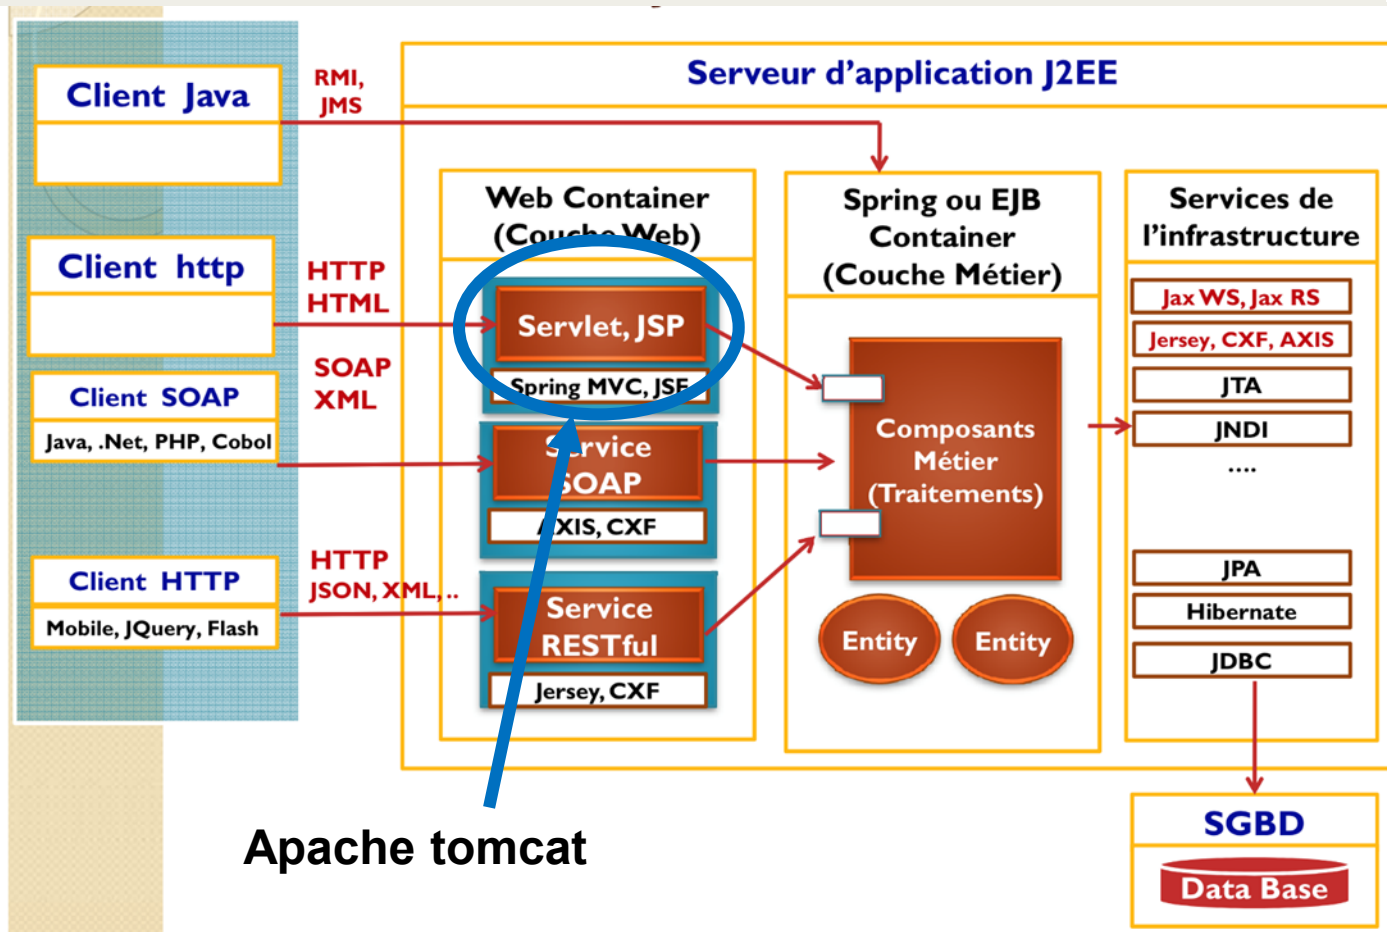 Serveur d'application J2EE
Client Java
RMI,
JMS
Client http
HTTP
HTML
SOAP
XML
Client SOAP
Java, .Net, PHP, Cobol
Client HTTP
Mobile, JQuery, Flash
HTTP
JSON, XML, ..
Web Container
(Couche Web)
Servlet, JSP
Spring MVC, JSF
Service
SOAP
AXIS, CXF
Service
RESTful
Jersey, CXF
Spring ou EJB
Container
(Couche Métier)
Composants
Métier
(Traitements)
Entity
Entity
Services de
l'infrastructure
Jax WS, Jax RS
Jersey, CXF, AXIS
JTA
JNDI
....
JPA
Hibernate
JDBC
SGBD
Data Base
Apache tomcat